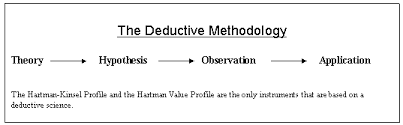 The Deductive Methodology
Theory Hypothesis Observation Application
The Hartman-Kinsel Profile and the Hartman Value Profile are the only instruments that are based on a
deductive science.